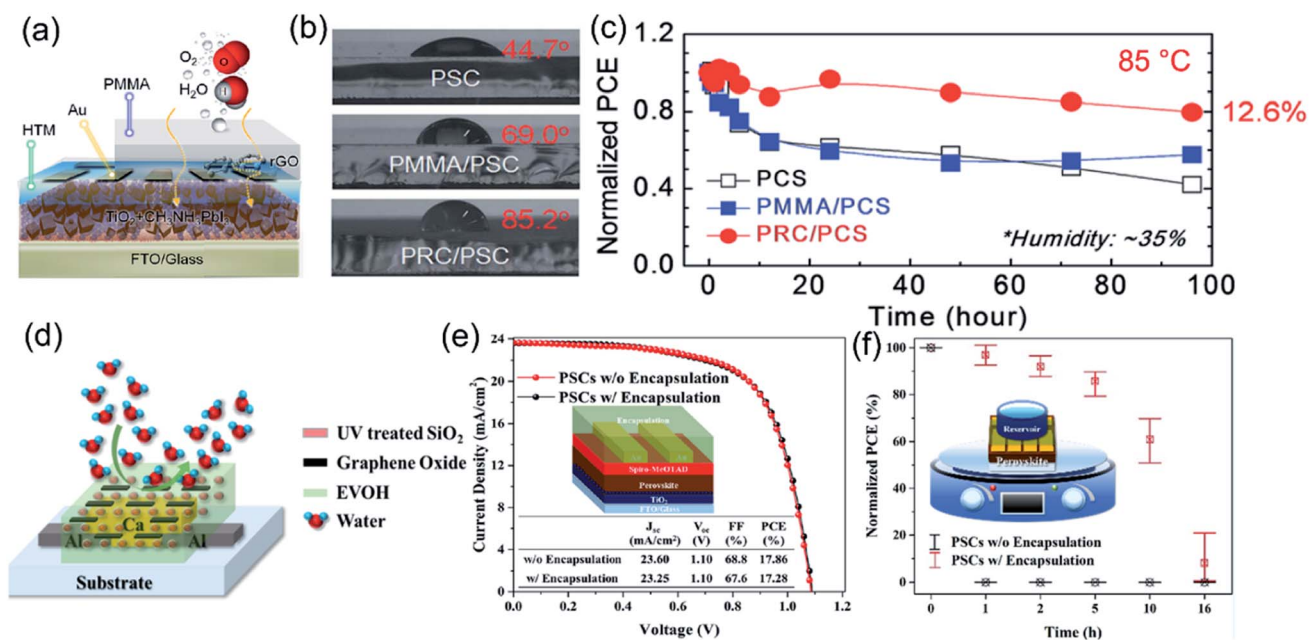 (a)
O₂
O
H₂O
H
PMMA
Au
HTM
rGO
TiO₂+CH₃NH₃PbI₃
FTO/Glass
(b)
44.7°
PSC
69.0°
PMMA/PSC
85.2°
PRC/PSC
(c)
Normalized PCE
1.2
0.8
0.4
0.0
85 °C
12.6%
PCS
PMMA/PCS
PRC/PCS
*Humidity: ~35%
0 20 40 60 80 100
Time (hour)
(d)
Ca
Al Al
Substrate
UV treated SiO₂
Graphene Oxide
EVOH
Water
(e)
Current Density (mA/cm²)
24
20
16
12
8
4
0
PSCs w/o Encapsulation
PSCs w/ Encapsulation
Encapsulation
Au Au
Spiro-MeOTAD
Perovskite
TiO₂
FTO/Glass
Jsc (mA/cm²) Voc (V) FF (%) PCE (%)
w/o Encapsulation 23.60 1.10 68.8 17.86
w/ Encapsulation 23.25 1.10 67.6 17.28
0.0 0.2 0.4 0.6 0.8 1.0 1.2
Voltage (V)
(f)
Normalized PCE (%)
100
80
60
40
20
0
Reservoir
Perpyskite
PSCs w/o Encapsulation
PSCs w/ Encapsulation
0 1 2 5 10 16
Time (h)